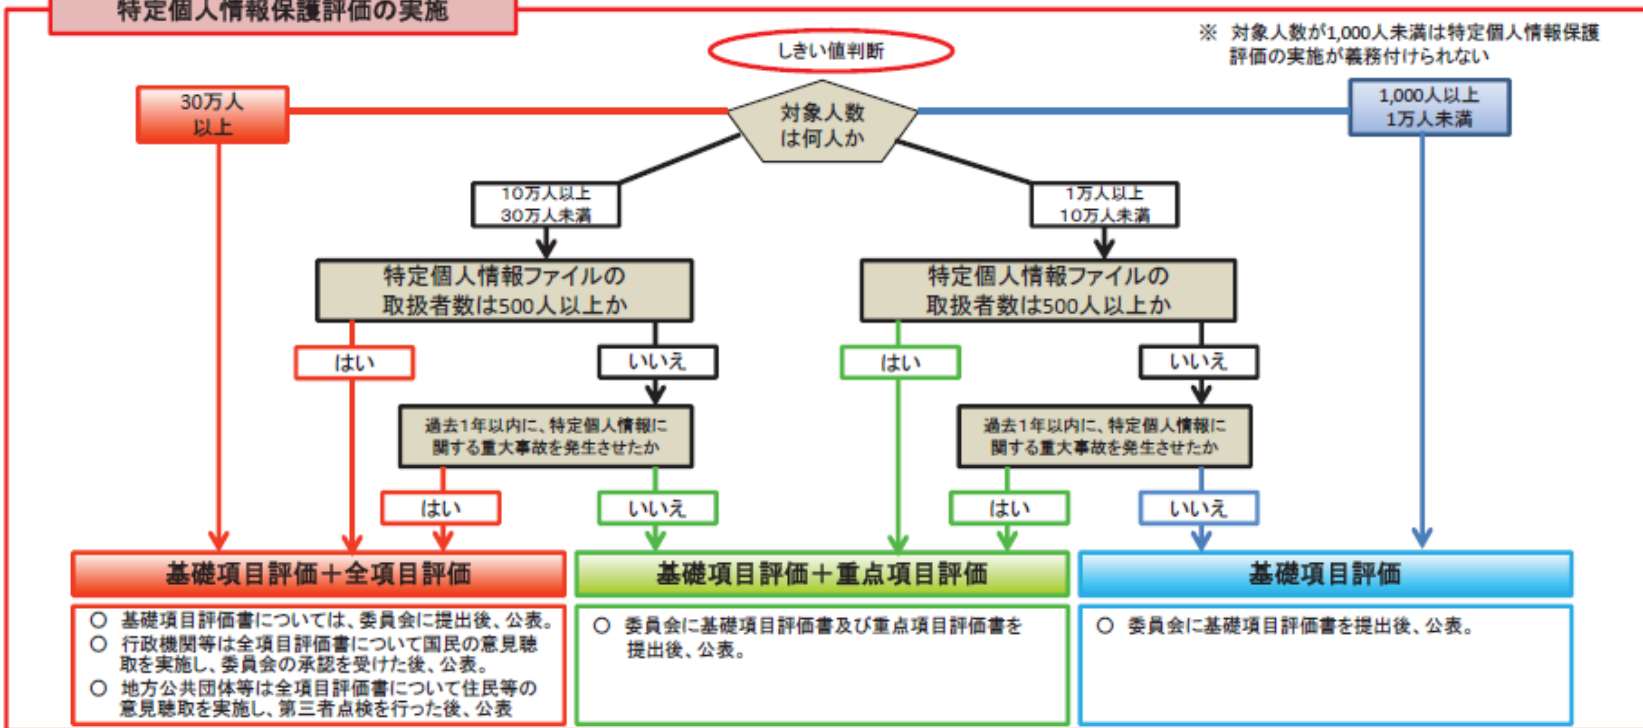 特定個人情報保護評価の実施
しきい値判断
※ 対象人数が1,000人未満は特定個人情報保護
評価の実施が義務付けられない
30万人
以上
対象人数
は何人か
1,000人以上
1万人未満
10万人以上
30万人未満
1万人以上
10万人未満
特定個人情報ファイルの
取扱者数は500人以上か
特定個人情報ファイルの
取扱者数は500人以上か
はい
いいえ
はい
いいえ
過去1年以内に、特定個人情報に
関する重大事故を発生させたか
過去1年以内に、特定個人情報に
関する重大事故を発生させたか
はい
いいえ
はい
いいえ
基礎項目評価＋全項目評価
基礎項目評価＋重点項目評価
基礎項目評価
○ 基礎項目評価書については、委員会に提出後、公表。
○ 行政機関等は全項目評価書について国民の意見聴
取を実施し、委員会の承認を受けた後、公表。
○ 地方公共団体等は全項目評価書について住民等の
意見聴取を実施し、第三者点検を行った後、公表
○ 委員会に基礎項目評価書及び重点項目評価書を
提出後、公表。
○ 委員会に基礎項目評価書を提出後、公表。